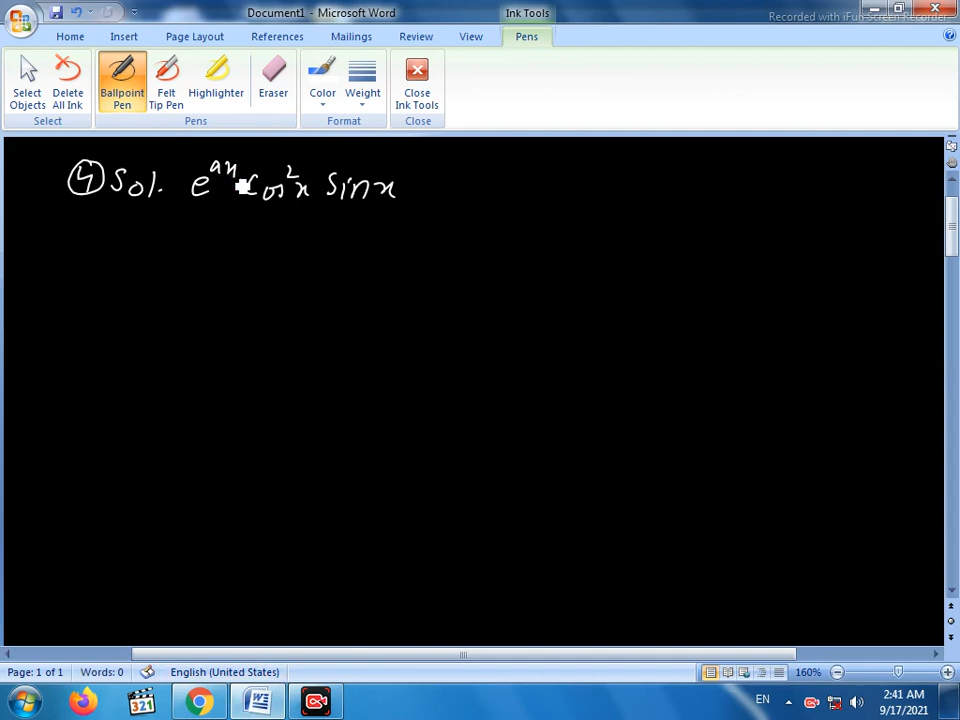 Document1 - Microsoft Word
Ink Tools
Recorded with iFun Screen Recorder
Home Insert Page Layout References Mailings Review View Pens
Select Objects
Delete All Ink
Ballpoint Pen
Felt Tip Pen
Highlighter
Eraser
Color
Weight
Close Ink Tools
Select Pens Format Close
④ Sol. e^{ax} cos²x sinx
Page: 1 of 1 Words: 0 English (United States) 160%
321
EN
2:41 AM
9/17/2021